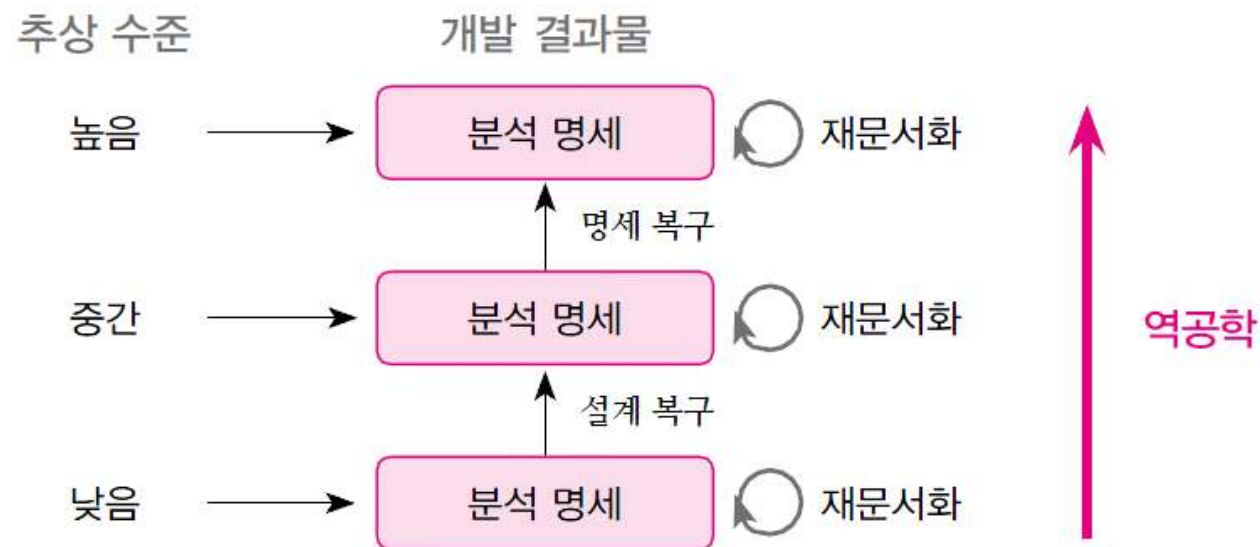 추상 수준 개발 결과물
높음 분석 명세 재문서화
명세 복구
중간 분석 명세 재문서화
역공학
설계 복구
낮음 분석 명세 재문서화